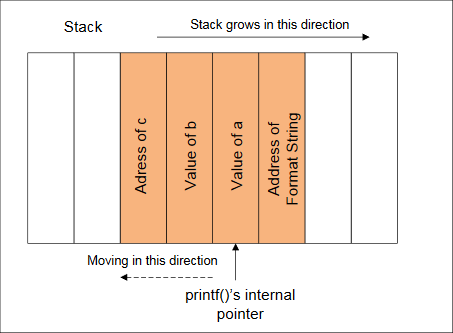 Stack
Stack grows in this direction
Adress of c
Value of b
Value of a
Address of
Format String
Moving in this direction
printf()'s internal
pointer